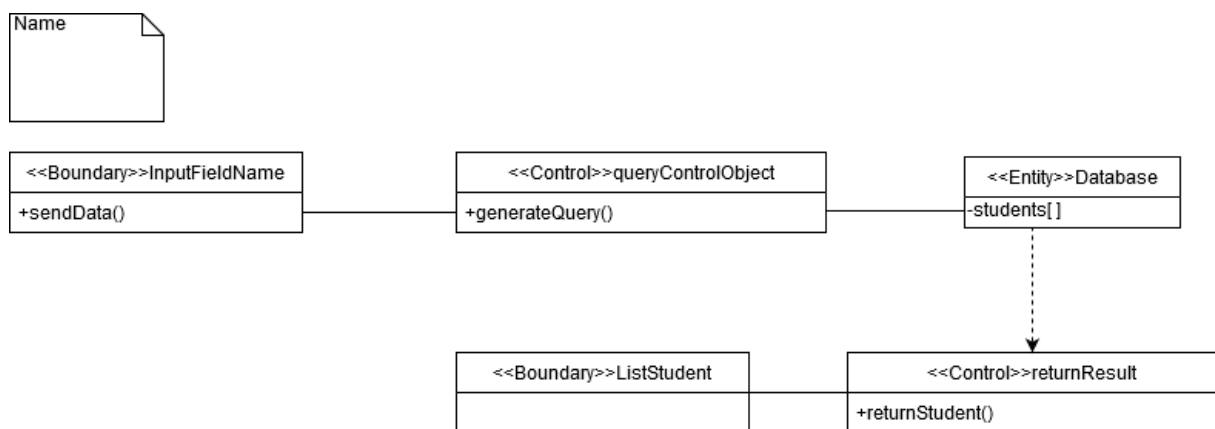 Name
<<Boundary>>InputFieldName
+sendData()
<<Control>>queryControlObject
+generateQuery()
<<Entity>>Database
-students[ ]
<<Boundary>>ListStudent
<<Control>>returnResult
+returnStudent()